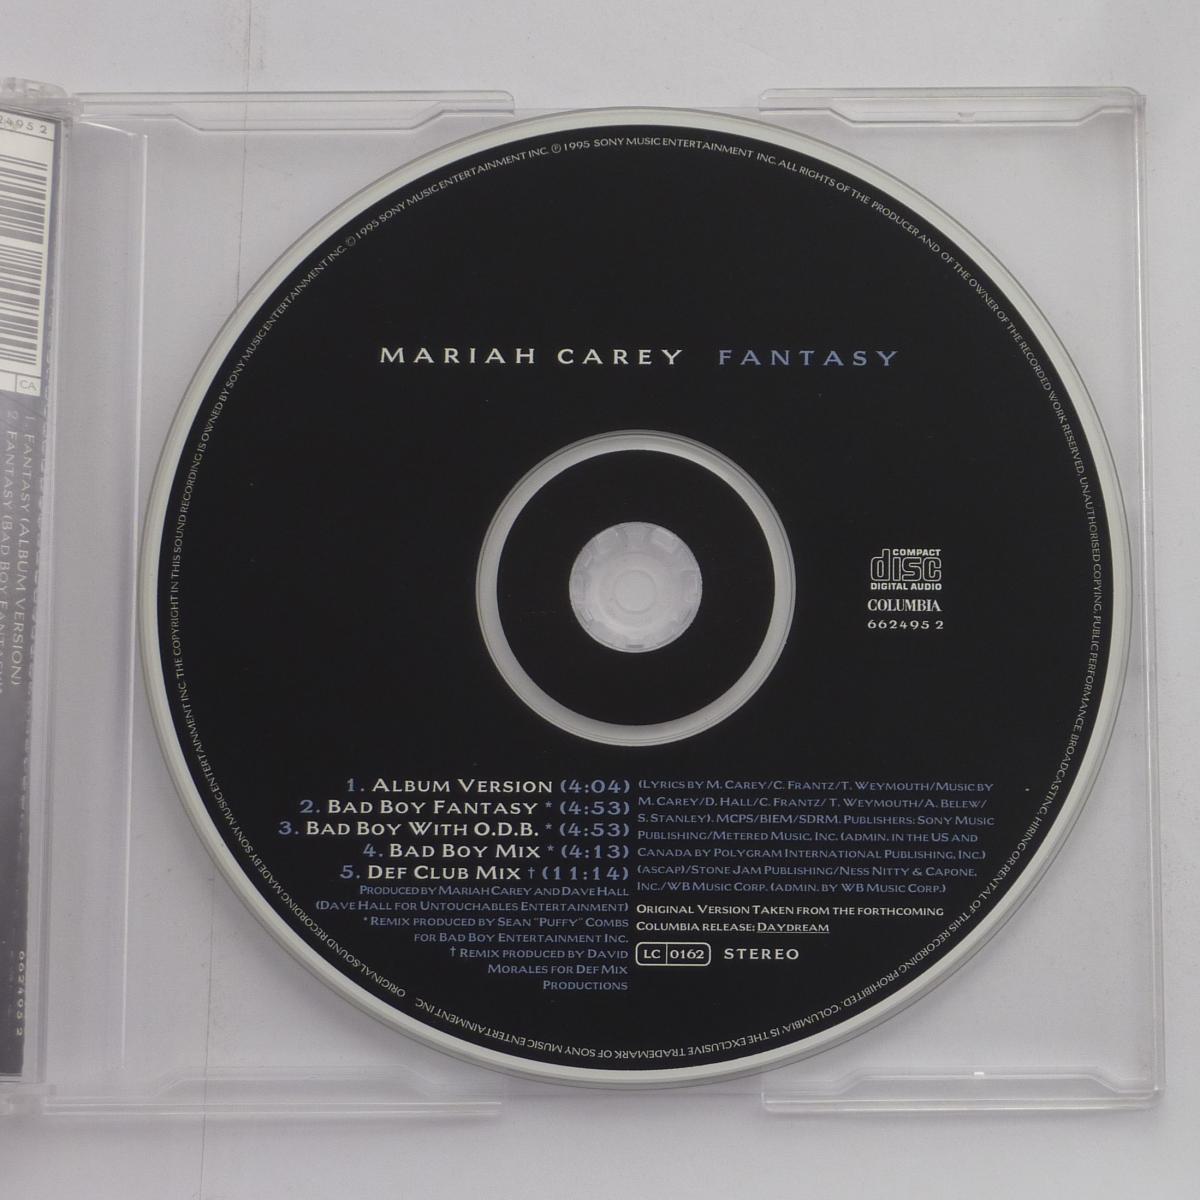 MARIAH CAREY FANTASY
COMPACT
disc
DIGITAL AUDIO
COLUMBIA
662495 2
1. ALBUM VERSION (4:04)
2. BAD BOY FANTASY * (4:53)
3. BAD BOY WITH O.D.B. * (4:53)
4. BAD BOY MIX * (4:13)
5. DEF CLUB MIX † (11:14)
PRODUCED BY MARIAH CAREY AND DAVE HALL
(DAVE HALL FOR UNTOUCHABLES ENTERTAINMENT)
* REMIX PRODUCED BY SEAN "PUFFY" COMBS
FOR BAD BOY ENTERTAINMENT INC.
† REMIX PRODUCED BY DAVID
MORALES FOR DEF MIX
PRODUCTIONS
(LYRICS BY M. CAREY/C. FRANTZ/T. WEYMOUTH/MUSIC BY
M. CAREY/D. HALL/C. FRANTZ/ T. WEYMOUTH/A. BELEW/
S. STANLEY). MCPS/BIEM/SDRM. PUBLISHERS: SONY MUSIC
PUBLISHING/METERED MUSIC, INC. (ADMIN. IN THE US AND
CANADA BY POLYGRAM INTERNATIONAL PUBLISHING, INC.)
(ASCAP)/STONE JAM PUBLISHING/NESS NITTY & CAPONE,
INC./WB MUSIC CORP. (ADMIN. BY WB MUSIC CORP.)
ORIGINAL VERSION TAKEN FROM THE FORTHCOMING
COLUMBIA RELEASE: DAYDREAM
LC 0162 STEREO
ORIGINAL SOUND RECORDING MADE BY SONY MUSIC ENTERTAINMENT INC. THE COPYRIGHT IN THIS SOUND RECORDING IS OWNED BY SONY MUSIC ENTERTAINMENT INC. © 1995 SONY MUSIC ENTERTAINMENT INC. ℗ 1995 SONY MUSIC ENTERTAINMENT INC. ALL RIGHTS OF THE PRODUCER AND OF THE OWNER OF THE RECORDED WORK RESERVED. UNAUTHORISED COPYING, PUBLIC PERFORMANCE, BROADCASTING, HIRING OR RENTAL OF THIS RECORDING PROHIBITED. 'COLUMBIA' IS THE EXCLUSIVE TRADEMARK OF SONY MUSIC ENTERTAINMENT INC.
2495 2
CA
1. FANTASY (ALBUM VERSION)
2. FANTASY (BAD BOY FANTASY)
662495 2